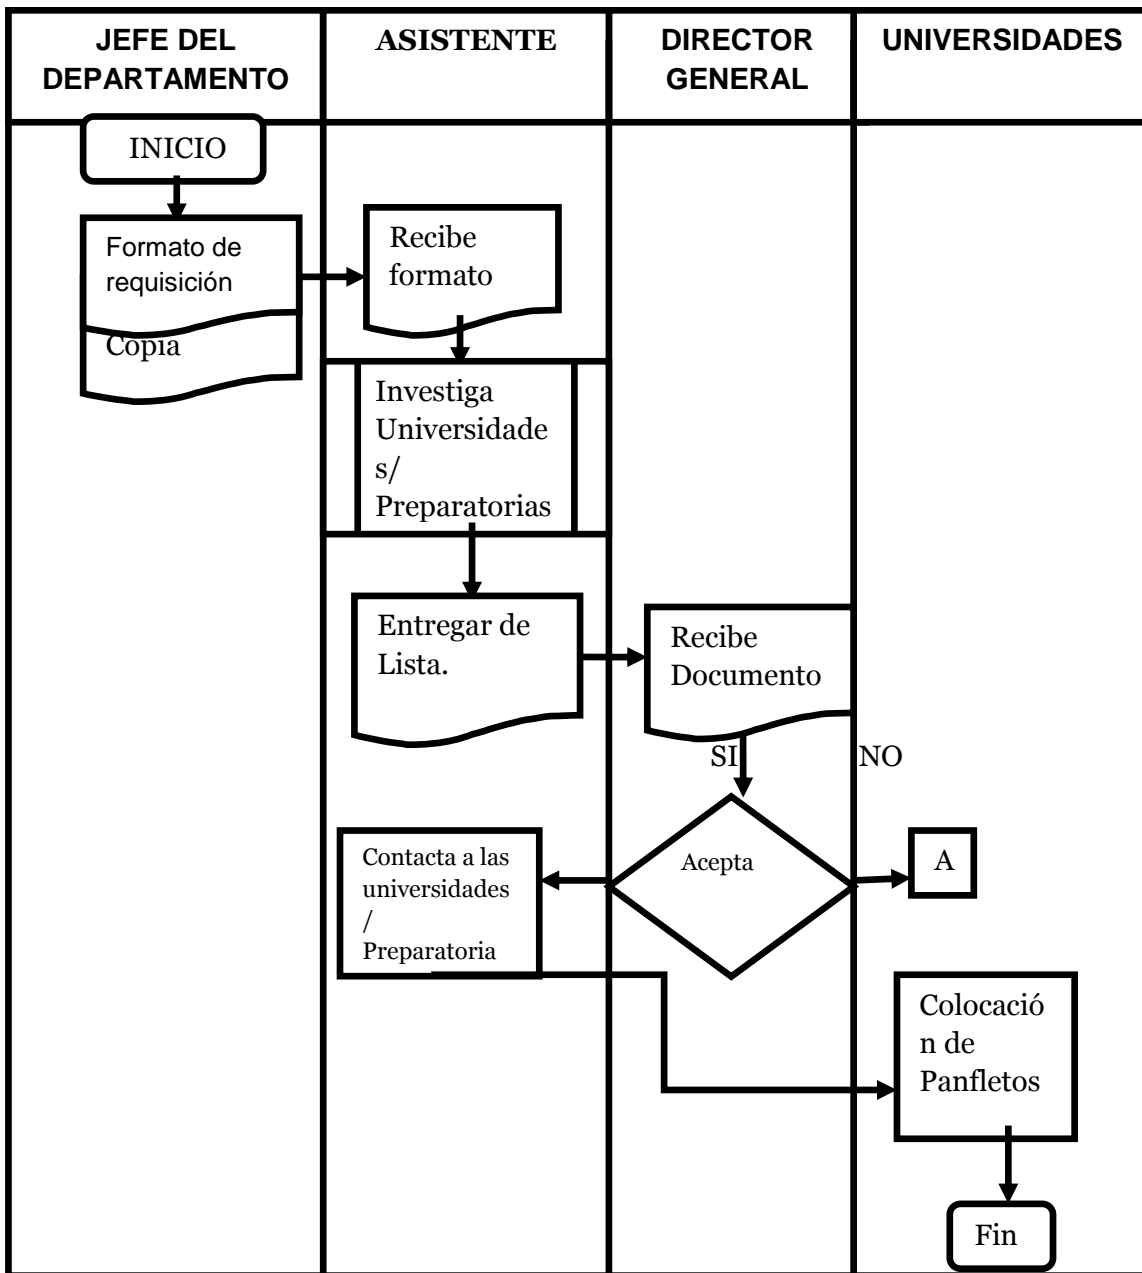 JEFE DEL
DEPARTAMENTO
ASISTENTE
DIRECTOR
GENERAL
UNIVERSIDADES
INICIO
Formato de
requisición
Copia
Recibe
formato
Investiga
Universidade
s/
Preparatorias
Entregar de
Lista.
Recibe
Documento
SI
NO
Contacta a las
universidades
/
Preparatoria
Acepta
A
Colocació
n de
Panfletos
Fin